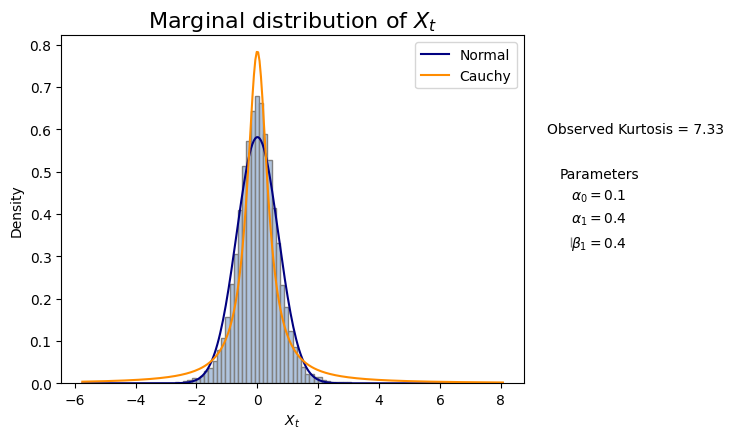 Marginal distribution of $X_t$
0.8
0.7
0.6
0.5
0.4
0.3
0.2
0.1
0.0
Density
−6
−4
−2
0
2
4
6
8
$X_t$
Normal
Cauchy
Observed Kurtosis = 7.33
Parameters
$\alpha_0 = 0.1$
$\alpha_1 = 0.4$
$\beta_1 = 0.4$